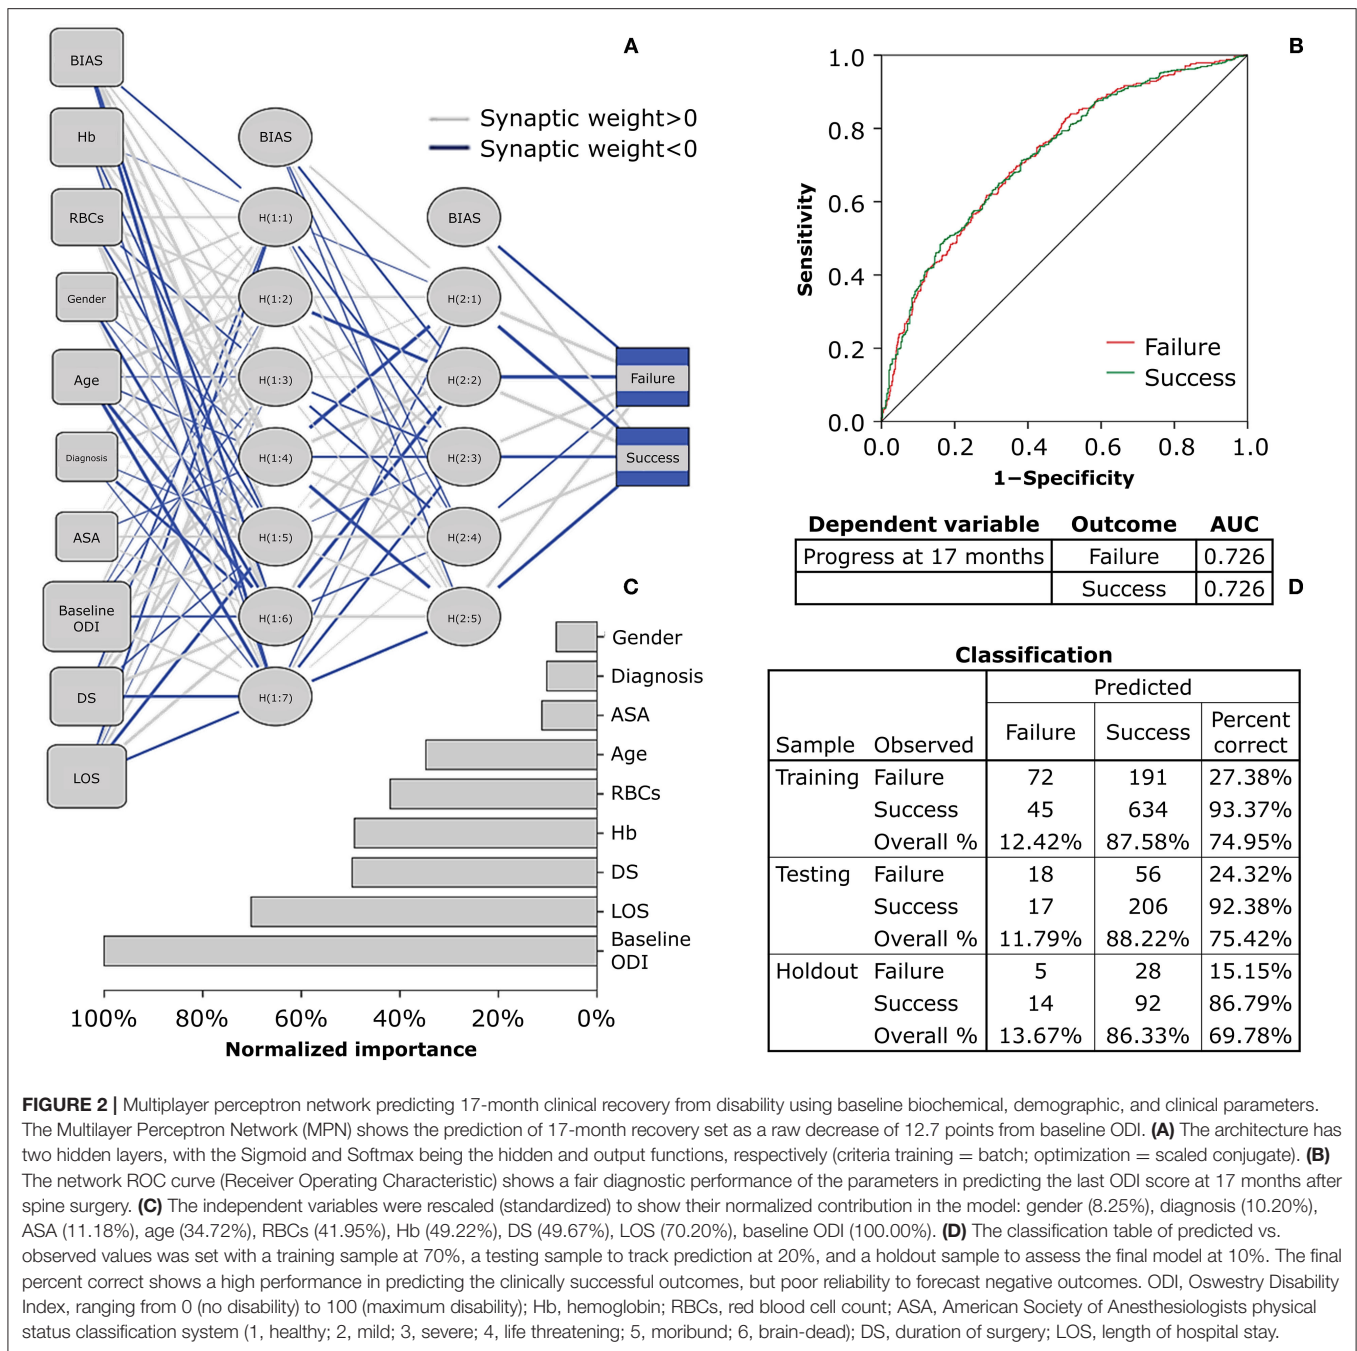 A
BIAS
Hb
RBCs
Gender
Age
Diagnosis
ASA
Baseline
ODI
DS
LOS
BIAS
H(1:1)
H(1:2)
H(1:3)
H(1:4)
H(1:5)
H(1:6)
H(1:7)
Synaptic weight>0
Synaptic weight<0
BIAS
H(2:1)
H(2:2)
H(2:3)
H(2:4)
H(2:5)
Failure
Success
B
1.0
0.8
0.6
0.4
0.2
0.0
Sensitivity
Failure
Success
0.0 0.2 0.4 0.6 0.8 1.0
1−Specificity
Dependent variable Outcome AUC
Progress at 17 months Failure 0.726
Success 0.726
C
Gender
Diagnosis
ASA
Age
RBCs
Hb
DS
LOS
Baseline
ODI
100% 80% 60% 40% 20% 0%
Normalized importance
D
Classification
Predicted
Sample Observed Failure Success Percent
correct
Training Failure 72 191 27.38%
Success 45 634 93.37%
Overall % 12.42% 87.58% 74.95%
Testing Failure 18 56 24.32%
Success 17 206 92.38%
Overall % 11.79% 88.22% 75.42%
Holdout Failure 5 28 15.15%
Success 14 92 86.79%
Overall % 13.67% 86.33% 69.78%
FIGURE 2 | Multiplayer perceptron network predicting 17-month clinical recovery from disability using baseline biochemical, demographic, and clinical parameters.
The Multilayer Perceptron Network (MPN) shows the prediction of 17-month recovery set as a raw decrease of 12.7 points from baseline ODI. (A) The architecture has
two hidden layers, with the Sigmoid and Softmax being the hidden and output functions, respectively (criteria training = batch; optimization = scaled conjugate). (B)
The network ROC curve (Receiver Operating Characteristic) shows a fair diagnostic performance of the parameters in predicting the last ODI score at 17 months after
spine surgery. (C) The independent variables were rescaled (standardized) to show their normalized contribution in the model: gender (8.25%), diagnosis (10.20%),
ASA (11.18%), age (34.72%), RBCs (41.95%), Hb (49.22%), DS (49.67%), LOS (70.20%), baseline ODI (100.00%). (D) The classification table of predicted vs.
observed values was set with a training sample at 70%, a testing sample to track prediction at 20%, and a holdout sample to assess the final model at 10%. The final
percent correct shows a high performance in predicting the clinically successful outcomes, but poor reliability to forecast negative outcomes. ODI, Oswestry Disability
Index, ranging from 0 (no disability) to 100 (maximum disability); Hb, hemoglobin; RBCs, red blood cell count; ASA, American Society of Anesthesiologists physical
status classification system (1, healthy; 2, mild; 3, severe; 4, life threatening; 5, moribund; 6, brain-dead); DS, duration of surgery; LOS, length of hospital stay.